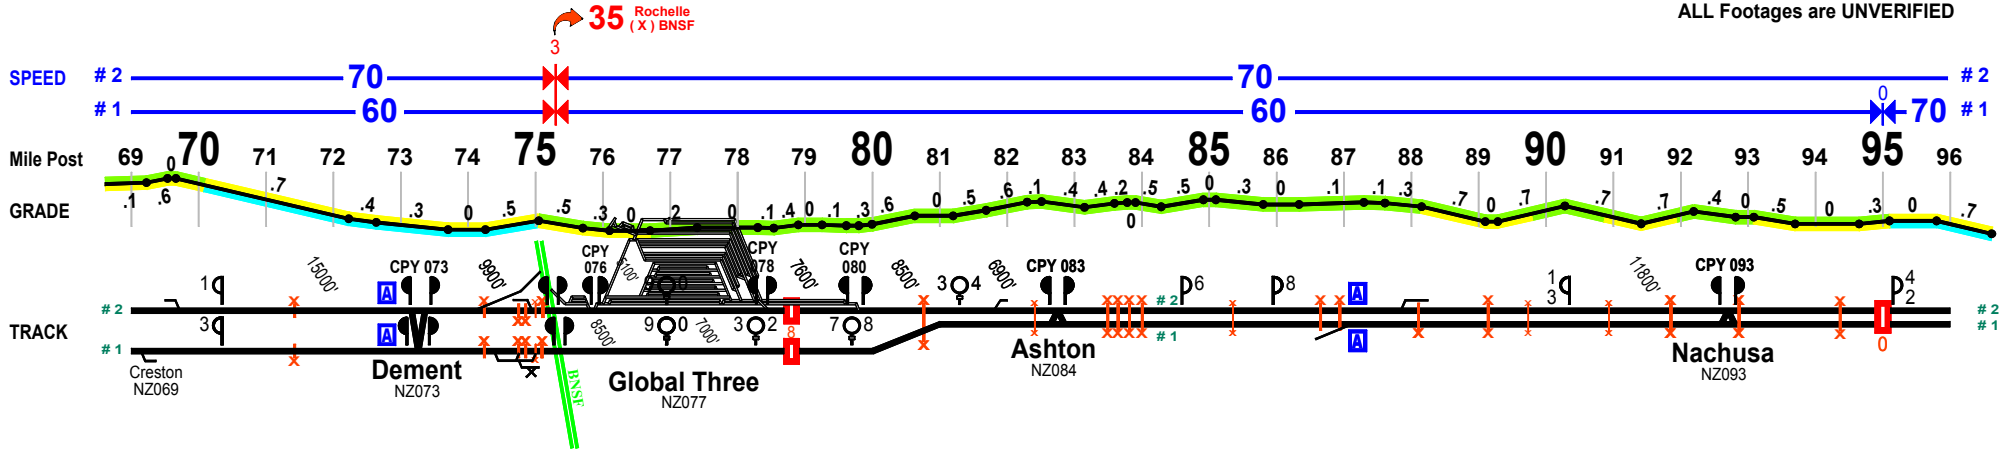 35 Rochelle
( X ) BNSF
ALL Footages are UNVERIFIED
3
SPEED # 2 70 70 # 2
# 1 60 60 0 70 # 1
Mile Post 69 70 71 72 73 74 75 76 77 78 79 80 81 82 83 84 85 86 87 88 89 90 91 92 93 94 95 96
GRADE .1 .6 0 .7 .4 .3 0 .5 .5 .3 0 .2 0 .1 .4 0 .1 .3 .6 0 .5 .6 .1 .4 .4 .2 0 .5 .5 0 .3 0 .1 .1 .3 .7 0 .7 .7 .7 .4 0 .5 0 .3 0 .7
15000' CPY 073 9900' CPY 076 CPY 078 7600' CPY 080 8500' 6900' CPY 083 11800' CPY 093
1 A 0 3 4 6 8 A 1 3 4 2
# 2 # 2 # 2
TRACK 3 A 8500' 9 0 7000' 3 2 8 7 8 # 1 A 0 # 1
# 1
Creston
NZ069
Dement
NZ073
BNSF
Global Three
NZ077
Ashton
NZ084
Nachusa
NZ093